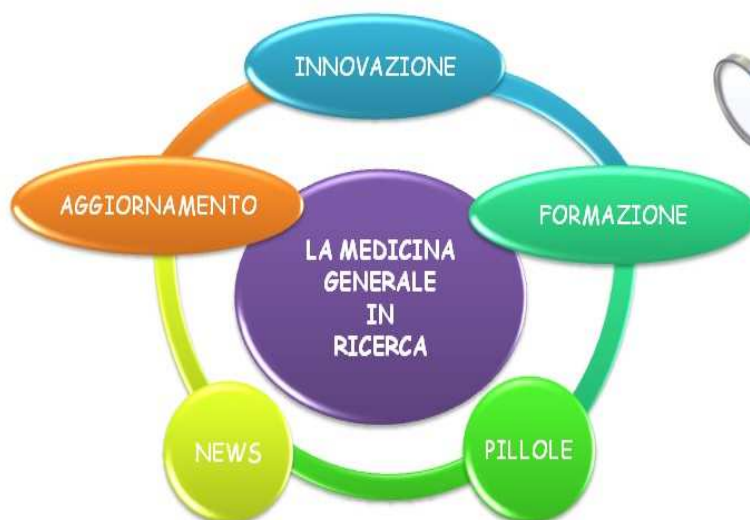 INNOVAZIONE
AGGIORNAMENTO
FORMAZIONE
LA MEDICINA
GENERALE
IN
RICERCA
NEWS
PILLOLE